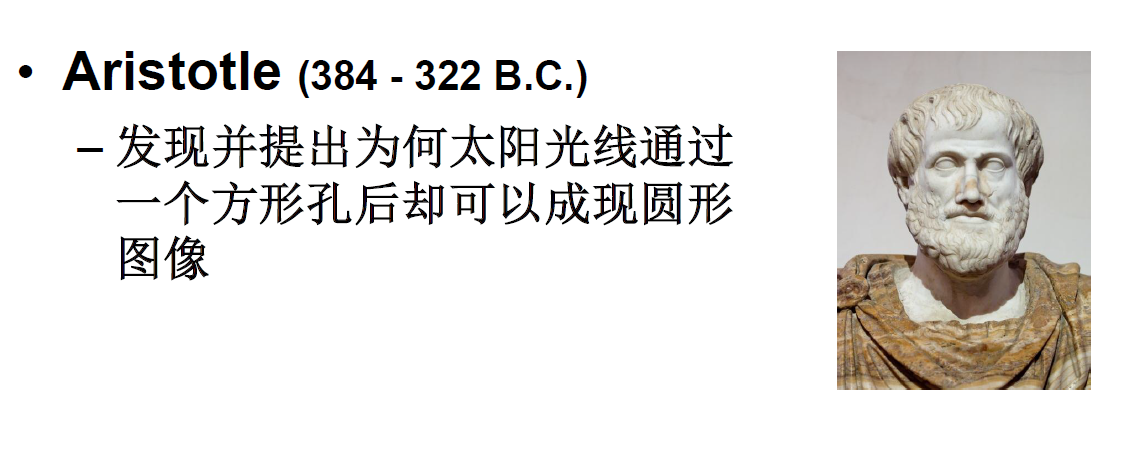 • Aristotle (384 - 322 B.C.)
– 发现并提出为何太阳光线通过
一个方形孔后却可以成现圆形
图像